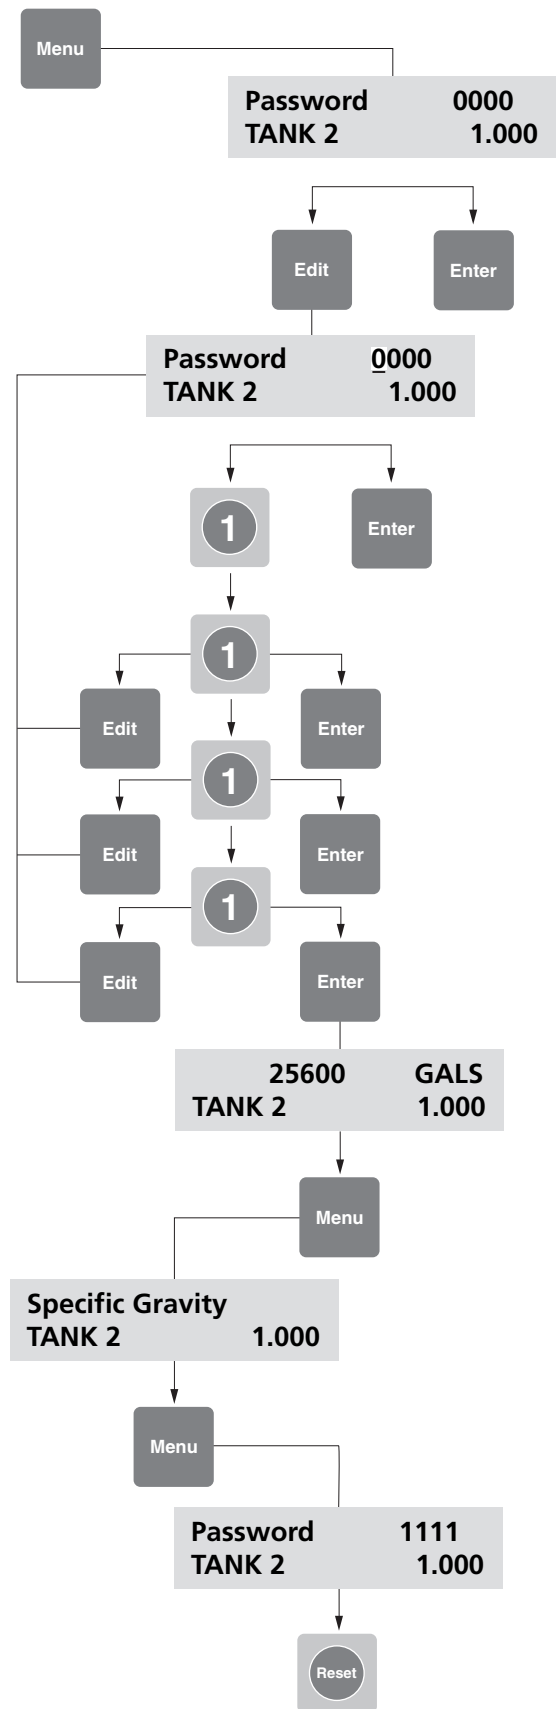 Menu
Password 0000
TANK 2 1.000
Edit Enter
Password 0000
TANK 2 1.000
1 Enter
1
Edit Enter
1
Edit Enter
1
Edit Enter
25600 GALS
TANK 2 1.000
Menu
Specific Gravity
TANK 2 1.000
Menu
Password 1111
TANK 2 1.000
Reset